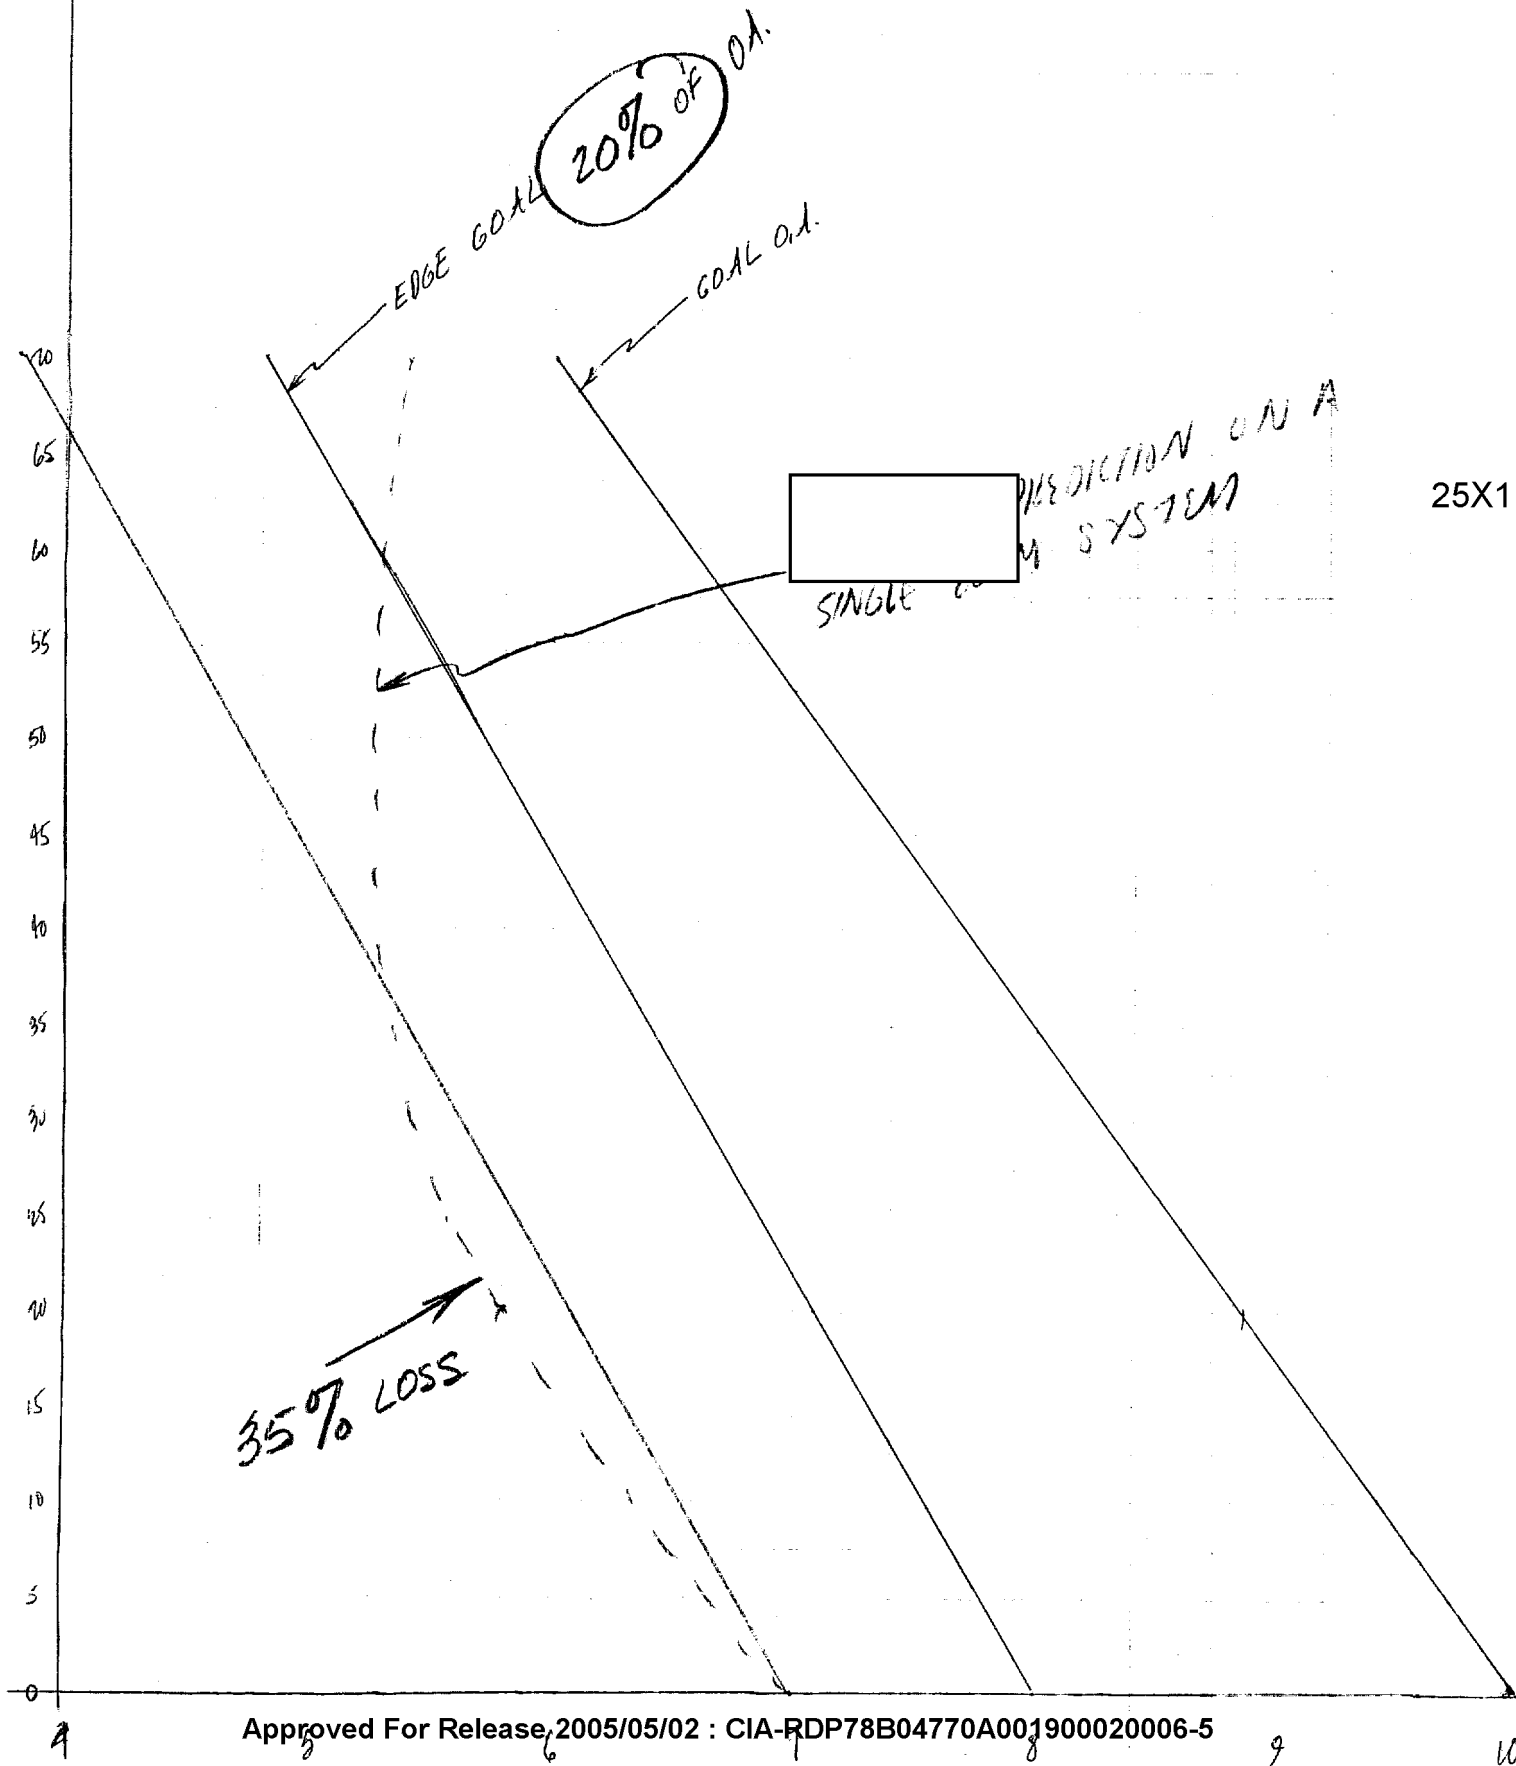 20% OF O.A.
EDGE GOAL
GOAL O.A.
70
65
60
55
50
45
40
35
30
25
20
15
10
5
0
PREDICTION ON A
SINGLE SYSTEM
25X1
35% LOSS
4 5 6 7 8 9 10
Approved For Release 2005/05/02 : CIA-RDP78B04770A001900020006-5